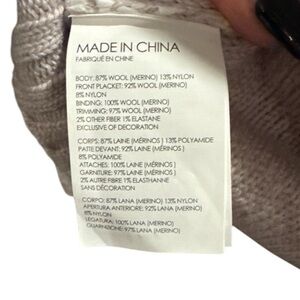 MADE IN CHINA
FABRIQUÉ EN CHINE
BODY: 87% WOOL (MERINO) 13% NYLON
FRONT PLACKET: 92% WOOL (MERINO)
8% NYLON
BINDING: 100% WOOL (MERINO)
TRIMMING: 97% WOOL (MERINO)
2% OTHER FIBER 1% ELASTANE
EXCLUSIVE OF DECORATION
CORPS: 87% LAINE (MÉRINOS ) 13% POLYAMIDE
PATTE DEVANT: 92% LAINE (MÉRINOS )
8% POLYAMIDE
ATTACHES: 100% LAINE (MÉRINOS )
GARNITURE: 97% LAINE (MÉRINOS )
2% AUTRE FIBRE 1% ÉLASTHANNE
SANS DÉCORATION
CORPO: 87% LANA (MERINO) 13% NYLON
APERTURA ANTERIORE: 92% LANA (MERINO)
8% NYLON
LEGATURA: 100% LANA (MERINO)
GUARNIZIONE: 97% LANA (MERINO)